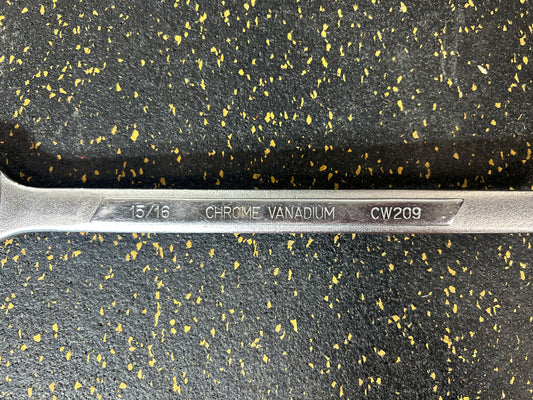 15/16 CHROME VANADIUM CW209